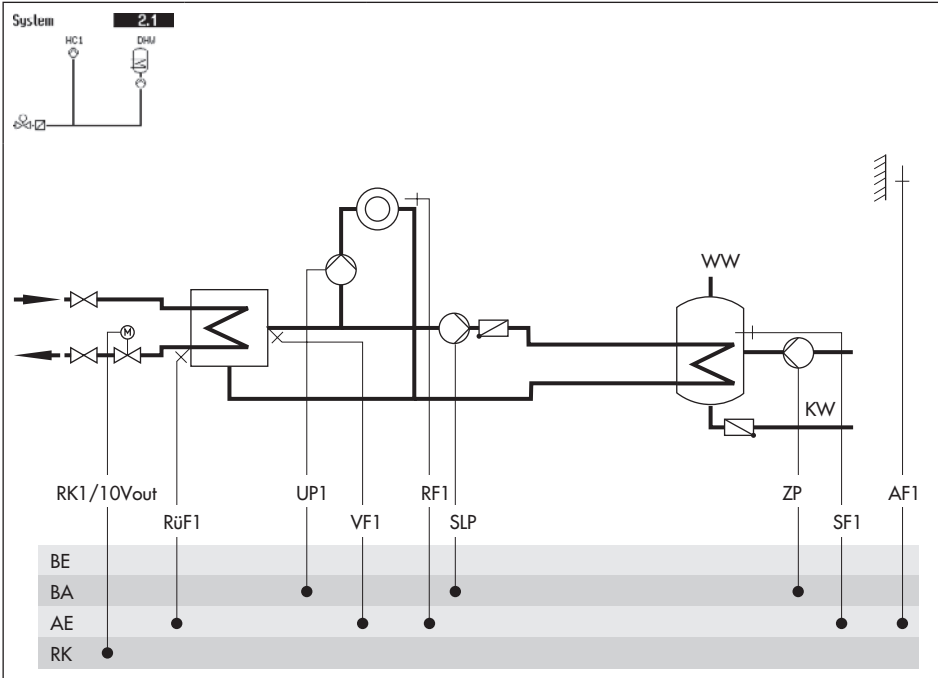 System 2.1
HC1 DHW
M
WW
KW
RK1/10Vout UP1 RF1 ZP AF1
RüF1 VF1 SLP SF1
BE
BA
AE
RK